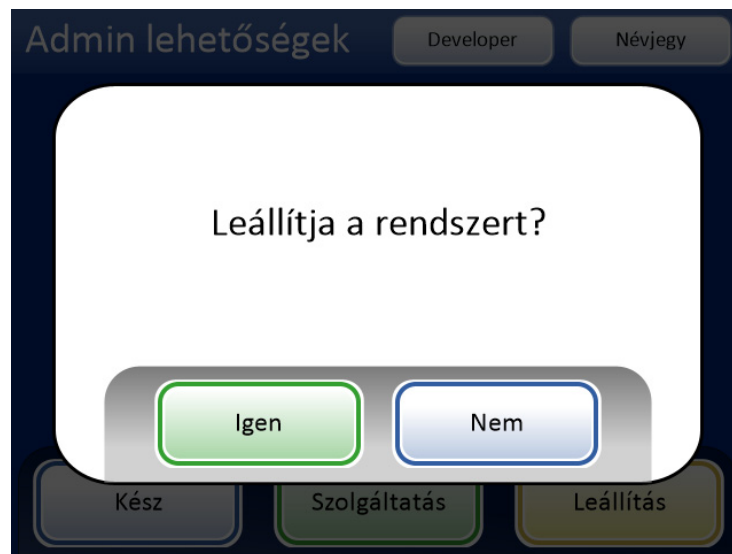 Admin lehetőségek
Developer
Névjegy
Leállítja a rendszert?
Igen
Nem
Kész
Szolgáltatás
Leállítás